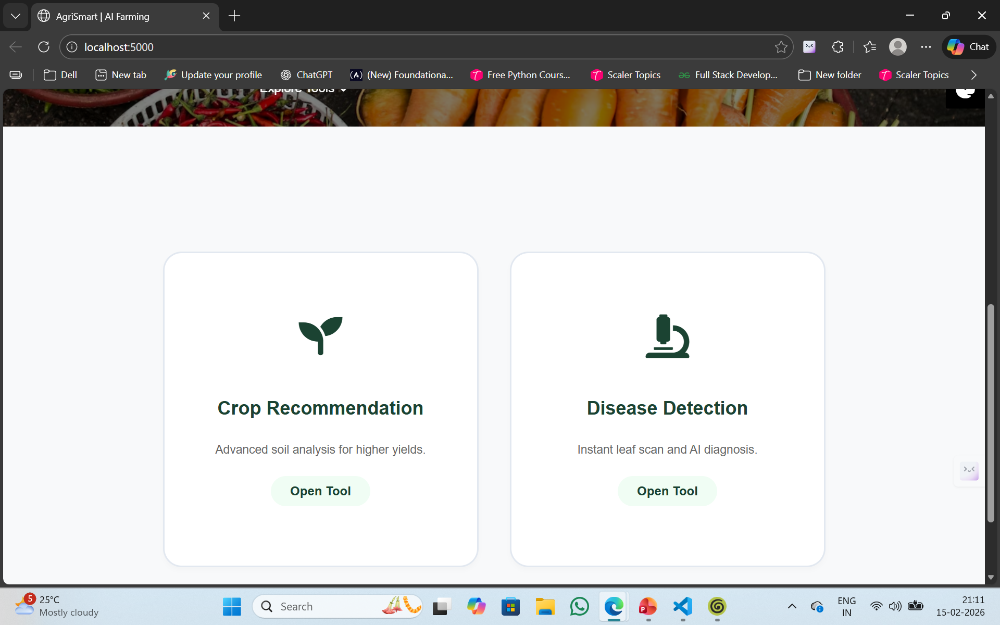 AgriSmart | AI Farming
localhost:5000
Chat
Dell
New tab
Update your profile
ChatGPT
(New) Foundationa...
Free Python Cours...
Scaler Topics
Full Stack Develop...
New folder
Scaler Topics
Explore Tools
Crop Recommendation
Advanced soil analysis for higher yields.
Open Tool
Disease Detection
Instant leaf scan and AI diagnosis.
Open Tool
5
25°C
Mostly cloudy
Search
ENG
IN
21:11
15-02-2026